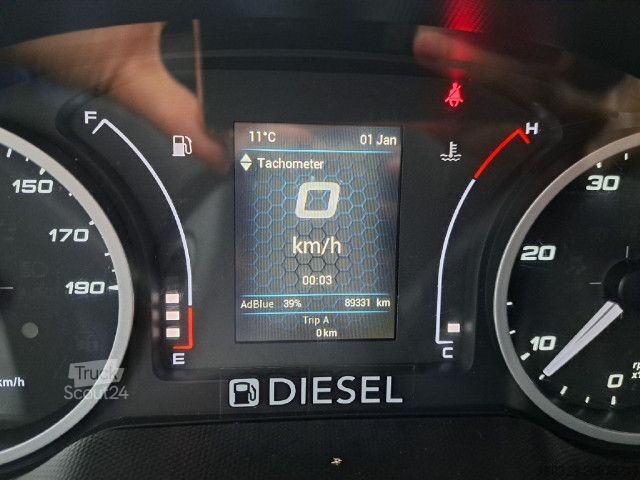 F
11°C 01 Jan
H
Tachometer
0
km/h
00:03
AdBlue 39% 89331 km
Trip A
0 km
E
C
DIESEL
150
170
190
km/h
30
20
10
0
Truck
Scout24